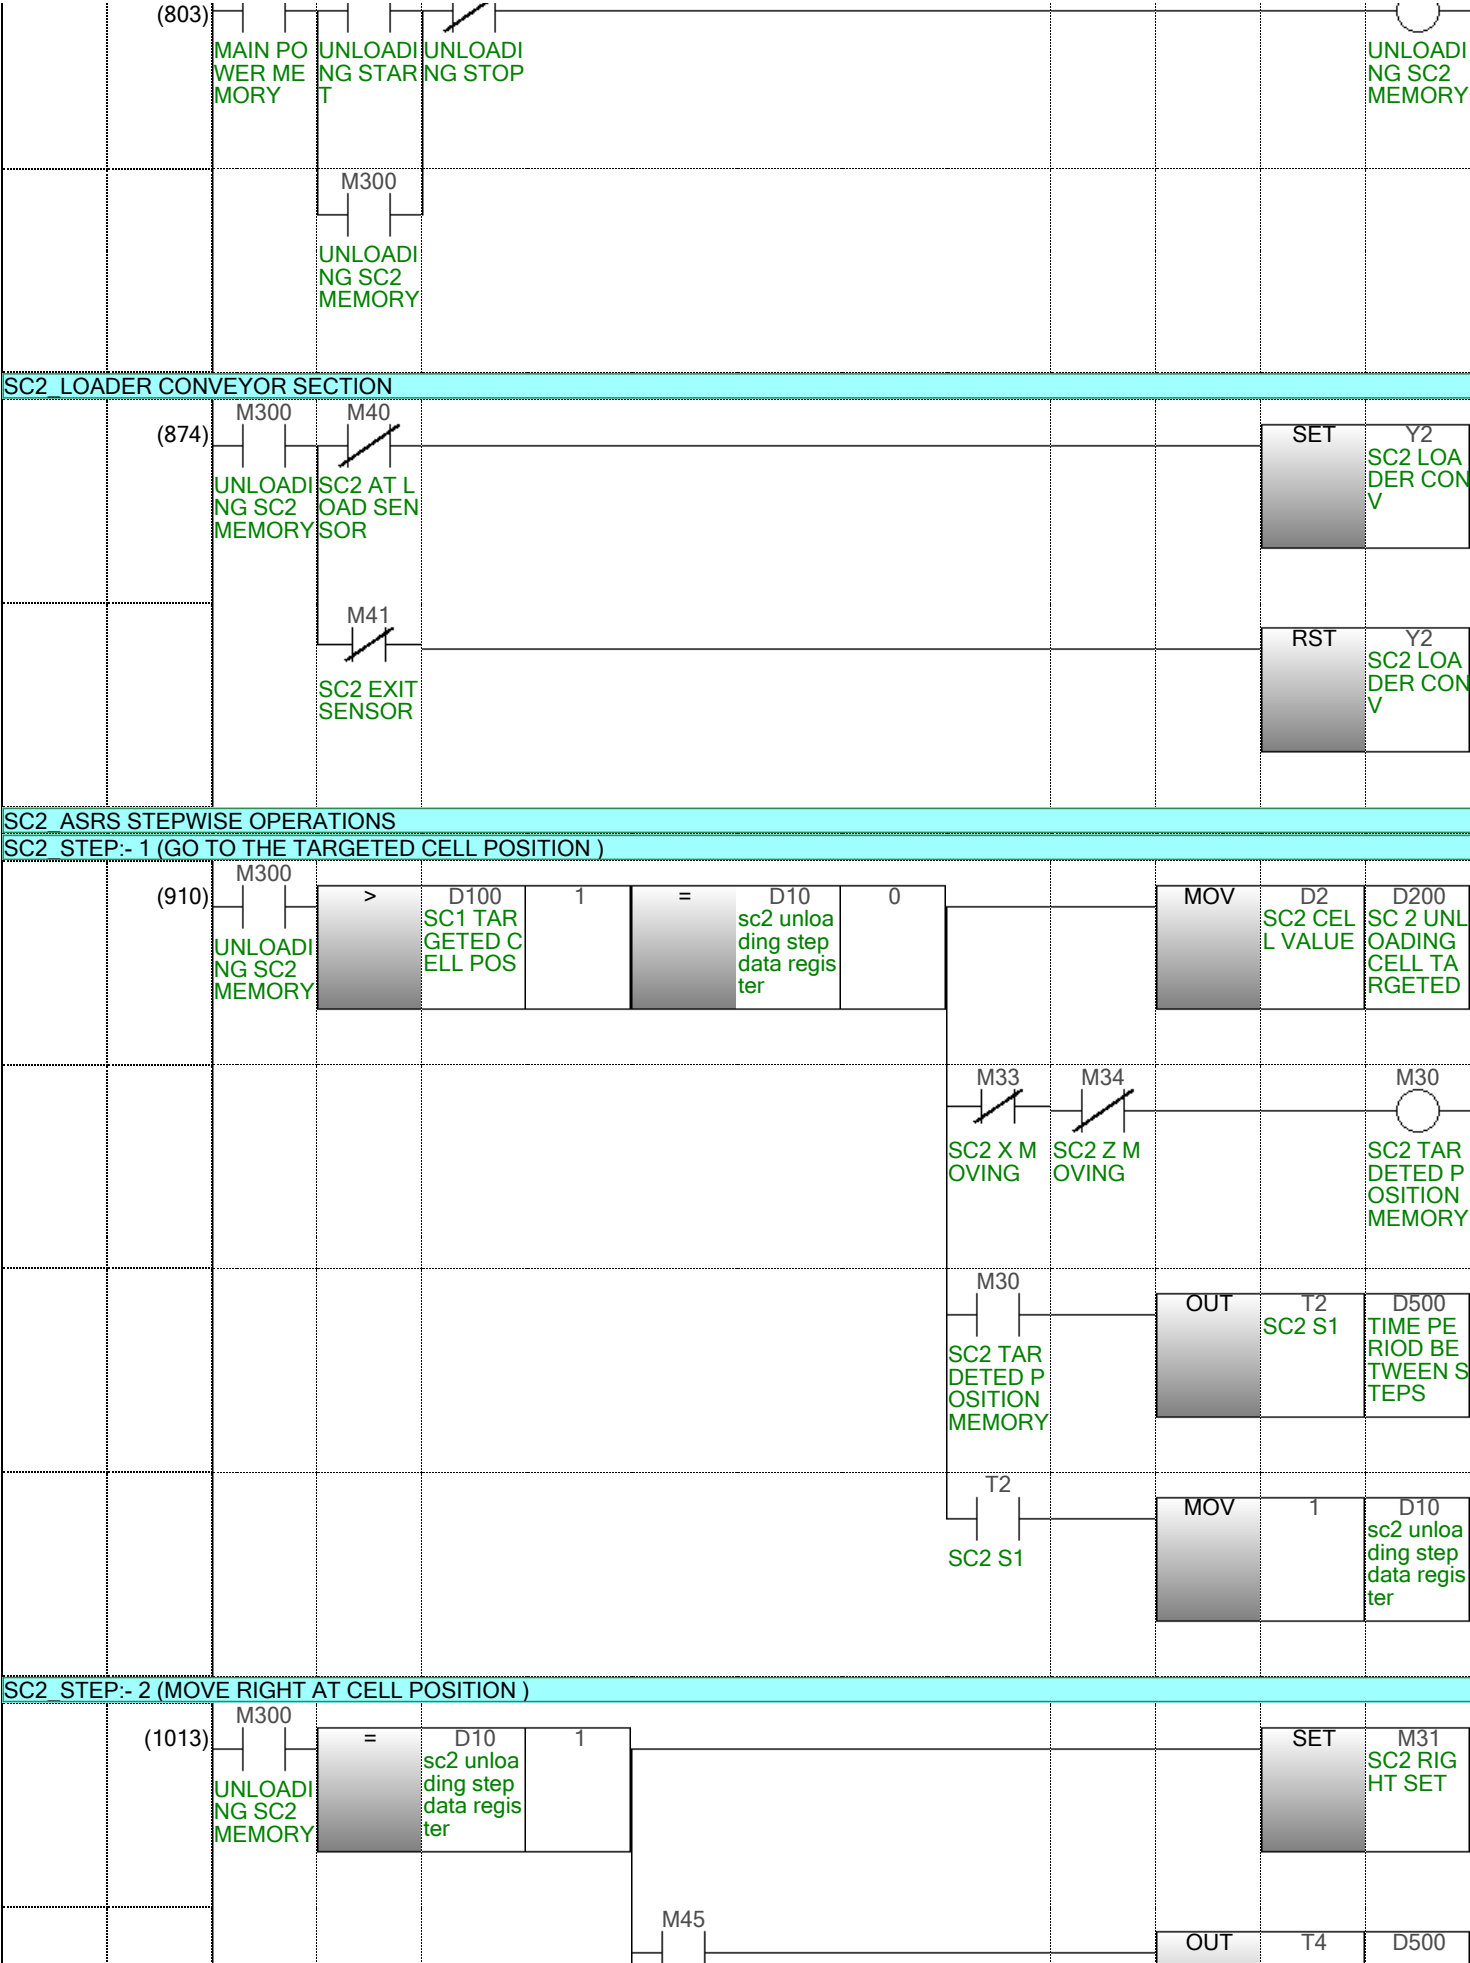 (803)
MAIN PO
WER ME
MORY
UNLOADI
NG STAR
T
UNLOADI
NG STOP
UNLOADI
NG SC2
MEMORY
M300
UNLOADI
NG SC2
MEMORY
SC2_LOADER CONVEYOR SECTION
(874)
M300
UNLOADI
NG SC2
MEMORY
M40
SC2 AT L
OAD SEN
SOR
SET
Y2
SC2 LOA
DER CON
V
M41
SC2 EXIT
SENSOR
RST
Y2
SC2 LOA
DER CON
V
SC2_ASRS STEPWISE OPERATIONS
SC2_STEP:- 1 (GO TO THE TARGETED CELL POSITION )
(910)
M300
UNLOADI
NG SC2
MEMORY
>
D100
SC1 TAR
GETED C
ELL POS
1
=
D10
sc2 unloa
ding step
data regis
ter
0
MOV
D2
SC2 CEL
L VALUE
D200
SC 2 UNL
OADING
CELL TA
RGETED
M33
SC2 X M
OVING
M34
SC2 Z M
OVING
M30
SC2 TAR
DETED P
OSITION
MEMORY
M30
SC2 TAR
DETED P
OSITION
MEMORY
OUT
T2
SC2 S1
D500
TIME PE
RIOD BE
TWEEN S
TEPS
T2
SC2 S1
MOV
1
D10
sc2 unloa
ding step
data regis
ter
SC2_STEP:- 2 (MOVE RIGHT AT CELL POSITION )
(1013)
M300
UNLOADI
NG SC2
MEMORY
=
D10
sc2 unloa
ding step
data regis
ter
1
SET
M31
SC2 RIG
HT SET
M45
OUT
T4
D500